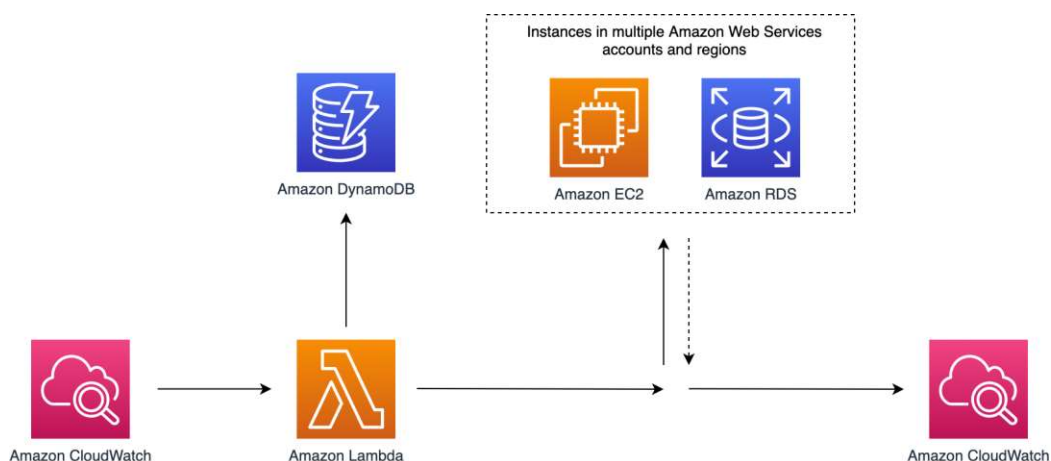 Instances in multiple Amazon Web Services
accounts and regions
Amazon DynamoDB
Amazon EC2
Amazon RDS
Amazon CloudWatch
Amazon Lambda
Amazon CloudWatch